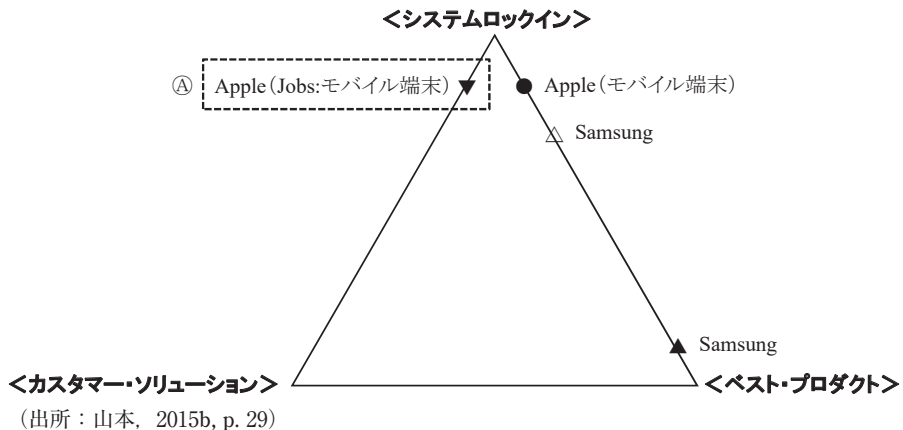 <システムロックイン>
Ⓐ Apple(Jobs:モバイル端末) Apple(モバイル端末)
Samsung
Samsung
<カスタマー・ソリューション> <ベスト・プロダクト>
(出所:山本, 2015b, p. 29)